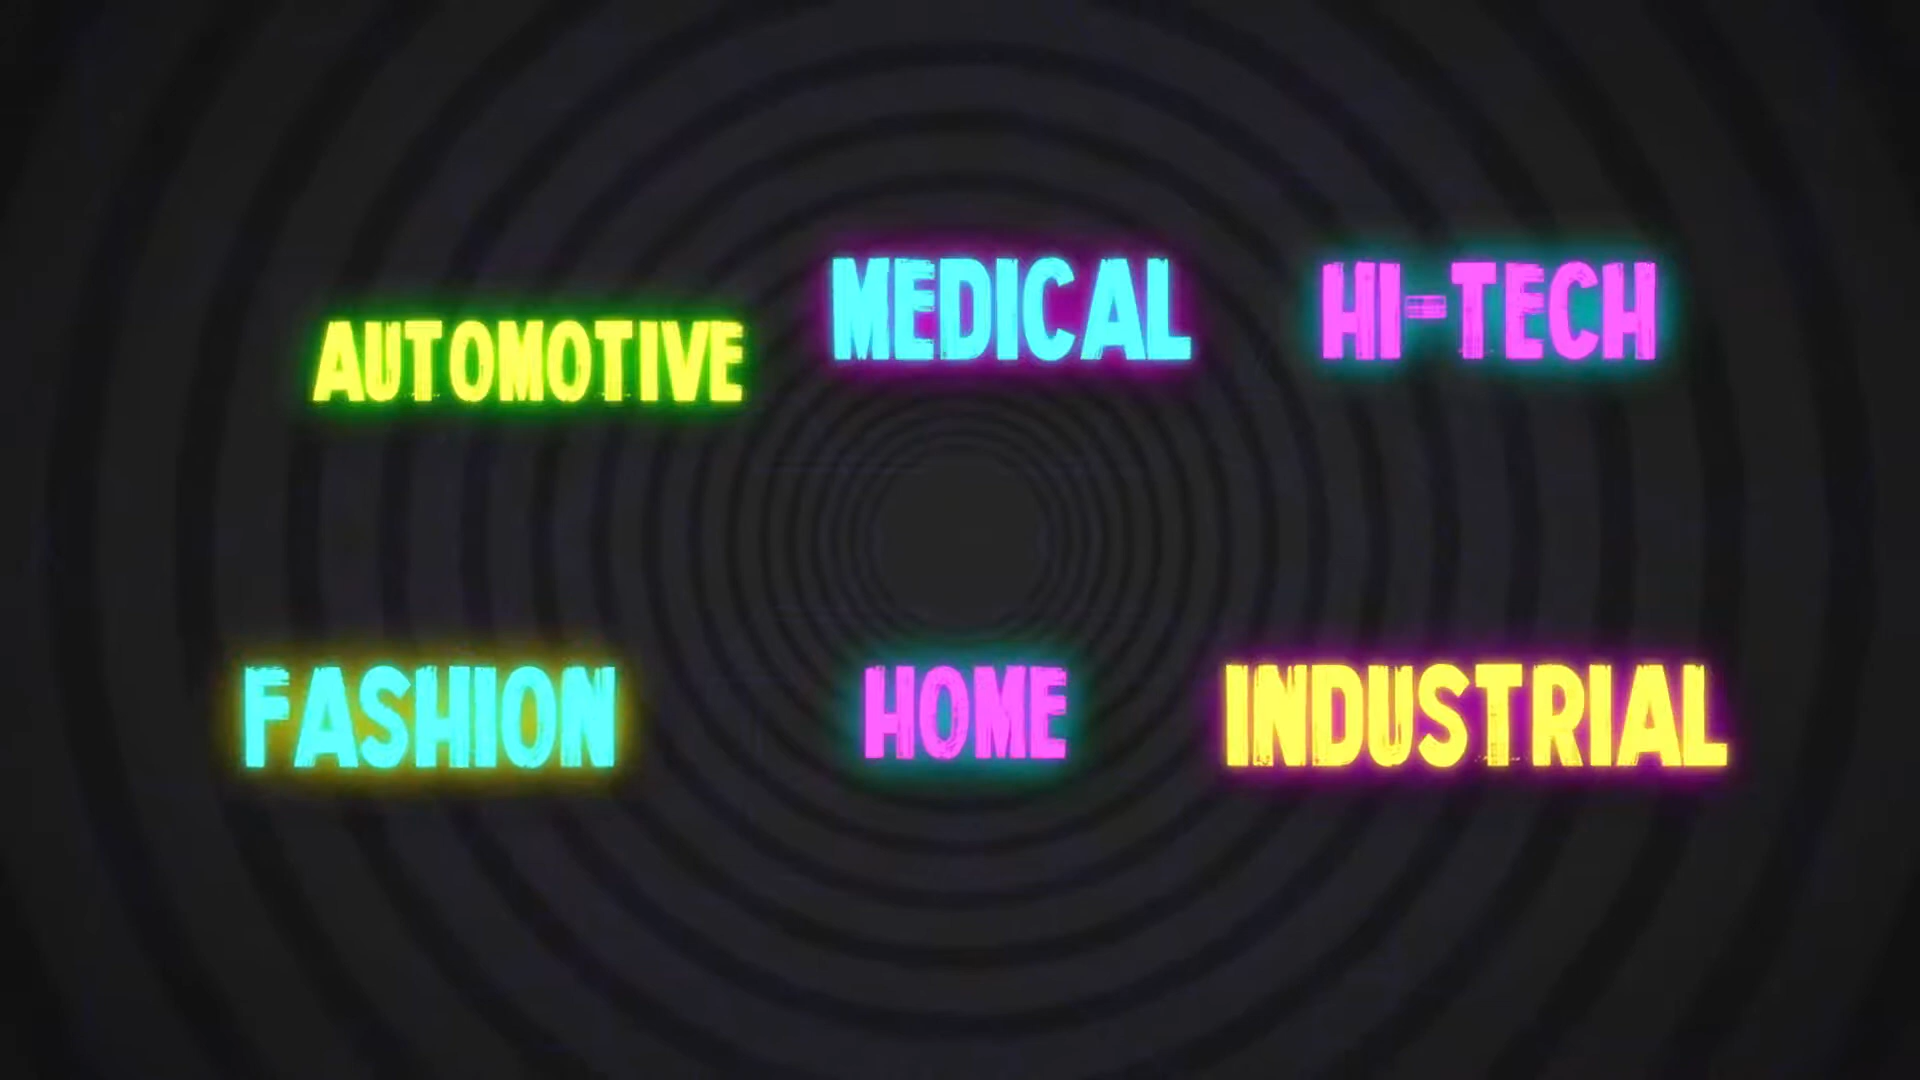 AUTOMOTIVE
MEDICAL
HI-TECH
FASHION
HOME
INDUSTRIAL